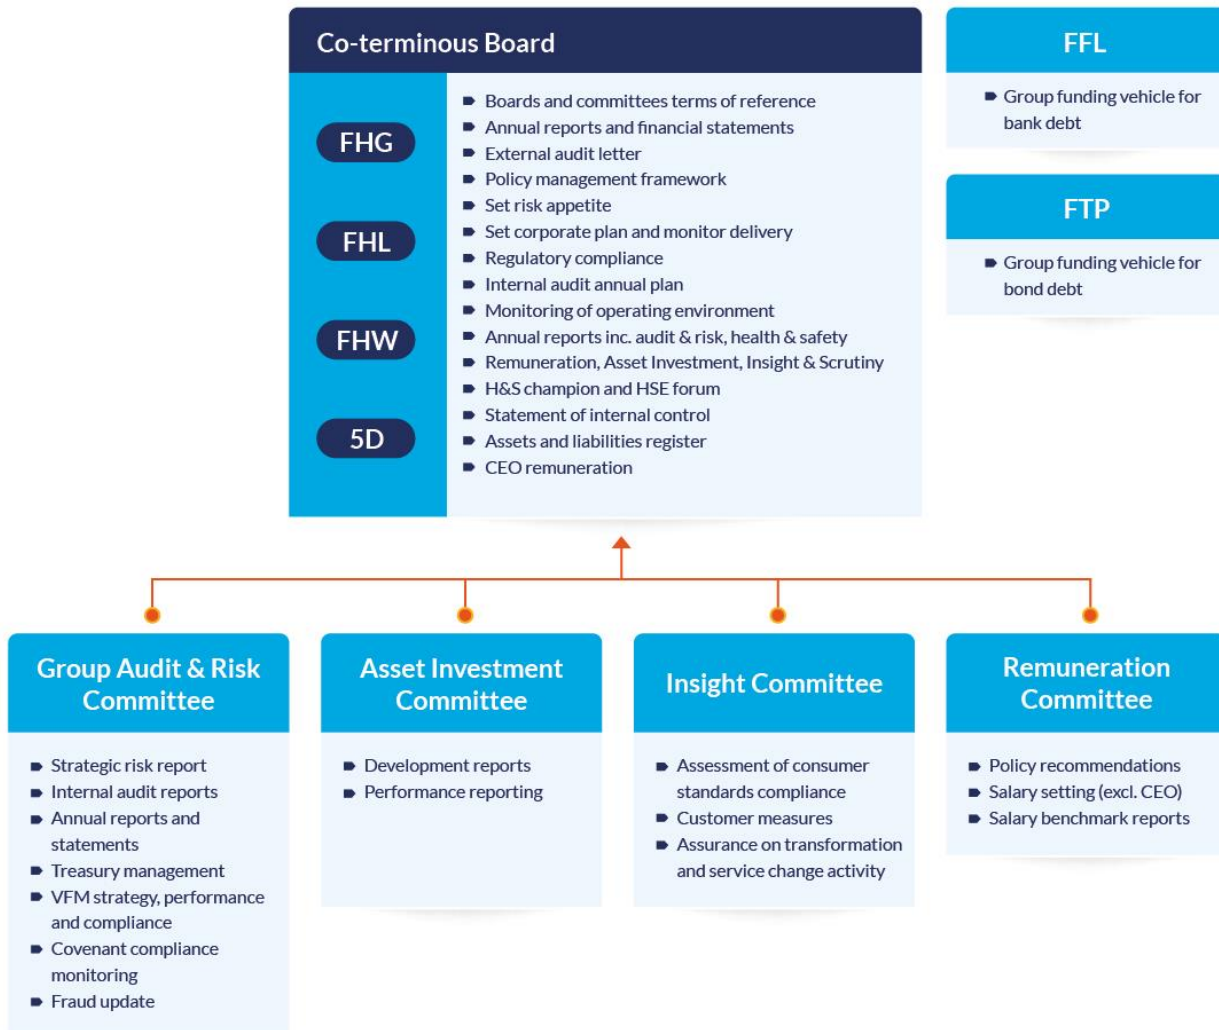 Co-terminous Board
FHG
FHL
FHW
5D
Boards and committees terms of reference
Annual reports and financial statements
External audit letter
Policy management framework
Set risk appetite
Set corporate plan and monitor delivery
Regulatory compliance
Internal audit annual plan
Monitoring of operating environment
Annual reports inc. audit & risk, health & safety
Remuneration, Asset Investment, Insight & Scrutiny
H&S champion and HSE forum
Statement of internal control
Assets and liabilities register
CEO remuneration
FFL
Group funding vehicle for
bank debt
FTP
Group funding vehicle for
bond debt
Group Audit & Risk
Committee
Strategic risk report
Internal audit reports
Annual reports and
statements
Treasury management
VFM strategy, performance
and compliance
Covenant compliance
monitoring
Fraud update
Asset Investment
Committee
Development reports
Performance reporting
Insight Committee
Assessment of consumer
standards compliance
Customer measures
Assurance on transformation
and service change activity
Remuneration
Committee
Policy recommendations
Salary setting (excl. CEO)
Salary benchmark reports